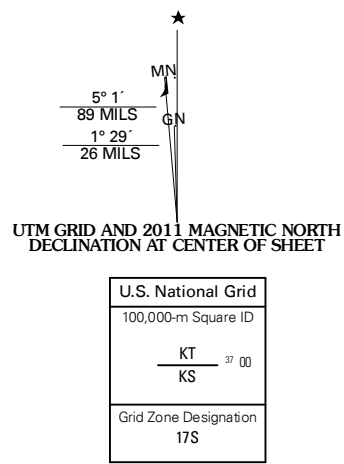 ★
MN
5° 1´
89 MILS
GN
1° 29´
26 MILS
UTM GRID AND 2011 MAGNETIC NORTH
DECLINATION AT CENTER OF SHEET
U.S. National Grid
100,000-m Square ID
KT
37 00
KS
Grid Zone Designation
17S